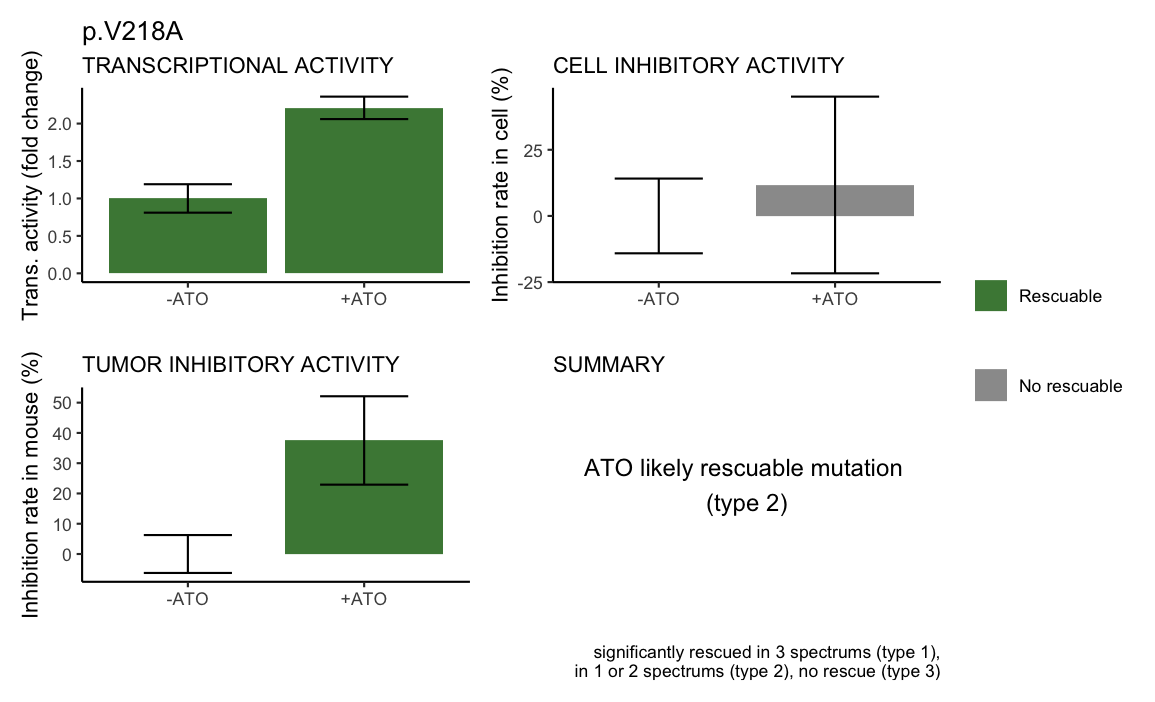 p.V218A
TRANSCRIPTIONAL ACTIVITY
Trans. activity (fold change)
2.0
1.5
1.0
0.5
0.0
-ATO
+ATO
CELL INHIBITORY ACTIVITY
Inhibition rate in cell (%)
25
0
-25
-ATO
+ATO
Rescuable
No rescuable
TUMOR INHIBITORY ACTIVITY
Inhibition rate in mouse (%)
50
40
30
20
10
0
-ATO
+ATO
SUMMARY
ATO likely rescuable mutation
(type 2)
significantly rescued in 3 spectrums (type 1),
in 1 or 2 spectrums (type 2), no rescue (type 3)